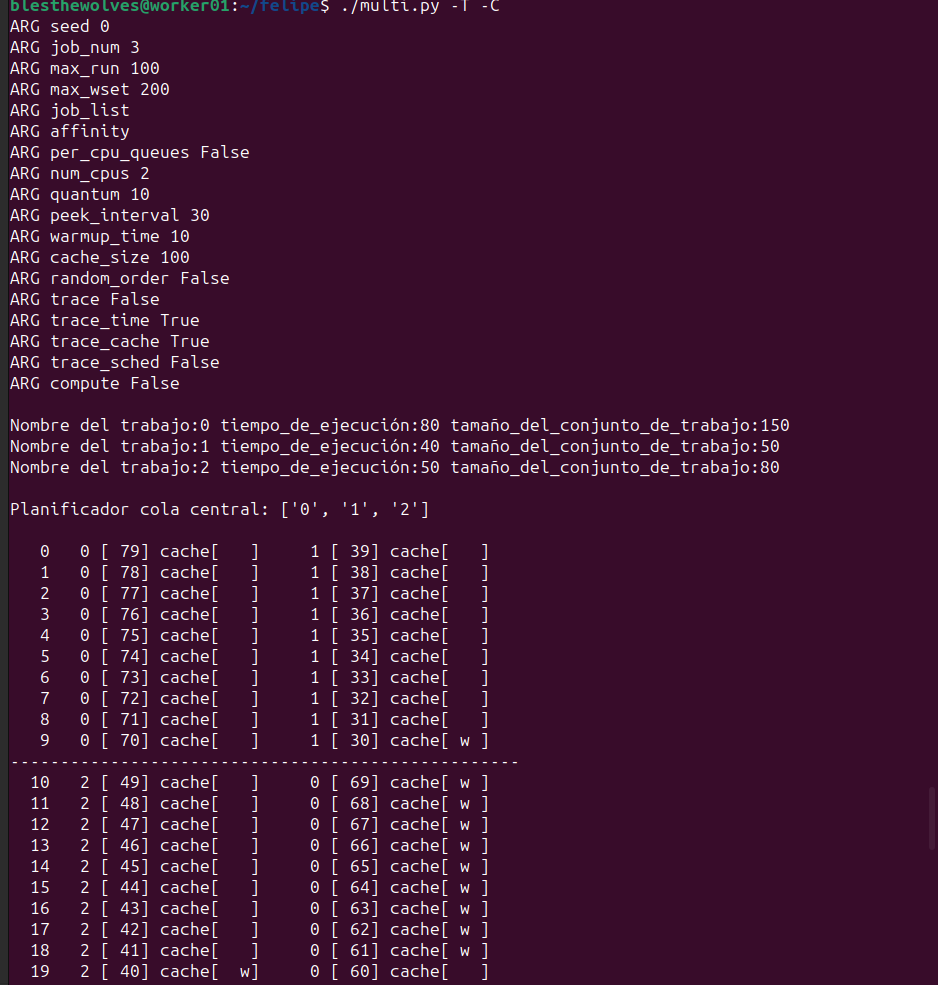 blesthewolves@worker01:~/felipe$ ./multi.py -T -C
ARG seed 0
ARG job_num 3
ARG max_run 100
ARG max_wset 200
ARG job_list
ARG affinity
ARG per_cpu_queues False
ARG num_cpus 2
ARG quantum 10
ARG peek_interval 30
ARG warmup_time 10
ARG cache_size 100
ARG random_order False
ARG trace False
ARG trace_time True
ARG trace_cache True
ARG trace_sched False
ARG compute False
Nombre del trabajo:0 tiempo_de_ejecución:80 tamaño_del_conjunto_de_trabajo:150
Nombre del trabajo:1 tiempo_de_ejecución:40 tamaño_del_conjunto_de_trabajo:50
Nombre del trabajo:2 tiempo_de_ejecución:50 tamaño_del_conjunto_de_trabajo:80
Planificador cola central: ['0', '1', '2']
   0   0 [ 79] cache[   ]     1 [ 39] cache[   ]
   1   0 [ 78] cache[   ]     1 [ 38] cache[   ]
   2   0 [ 77] cache[   ]     1 [ 37] cache[   ]
   3   0 [ 76] cache[   ]     1 [ 36] cache[   ]
   4   0 [ 75] cache[   ]     1 [ 35] cache[   ]
   5   0 [ 74] cache[   ]     1 [ 34] cache[   ]
   6   0 [ 73] cache[   ]     1 [ 33] cache[   ]
   7   0 [ 72] cache[   ]     1 [ 32] cache[   ]
   8   0 [ 71] cache[   ]     1 [ 31] cache[   ]
   9   0 [ 70] cache[   ]     1 [ 30] cache[ w ]
---------------------------------------------------
  10   2 [ 49] cache[   ]     0 [ 69] cache[ w ]
  11   2 [ 48] cache[   ]     0 [ 68] cache[ w ]
  12   2 [ 47] cache[   ]     0 [ 67] cache[ w ]
  13   2 [ 46] cache[   ]     0 [ 66] cache[ w ]
  14   2 [ 45] cache[   ]     0 [ 65] cache[ w ]
  15   2 [ 44] cache[   ]     0 [ 64] cache[ w ]
  16   2 [ 43] cache[   ]     0 [ 63] cache[ w ]
  17   2 [ 42] cache[   ]     0 [ 62] cache[ w ]
  18   2 [ 41] cache[   ]     0 [ 61] cache[ w ]
  19   2 [ 40] cache[  w]     0 [ 60] cache[   ]